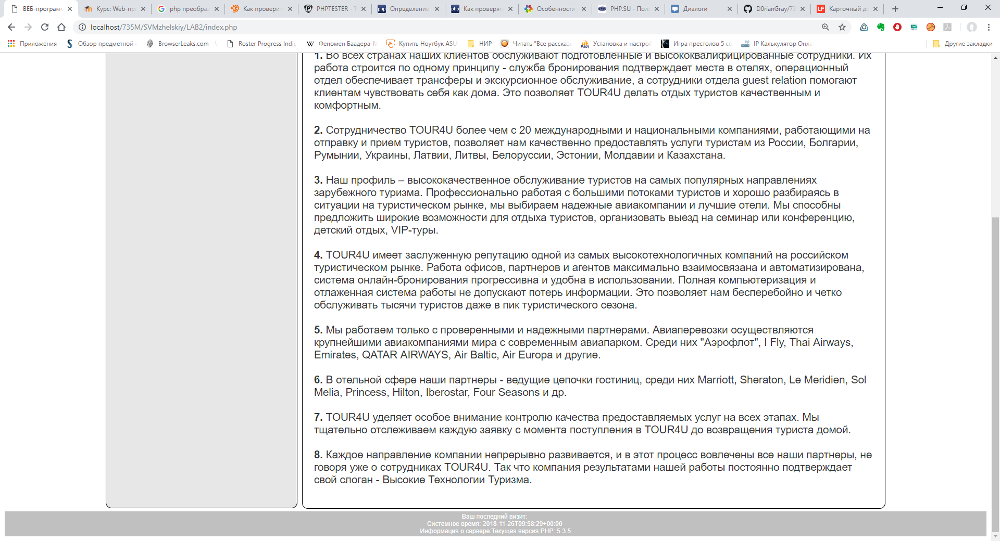 ВЕБ-програм
Курс: Web-пр
php преобраз
Как проверит
PHPTESTER - T
Определение
Как проверят
Особенности
PHP.SU - Пол
Диалоги
D0rianGray/73
Карточный до
localhost/735M/SVMzhelskiy/LAB2/index.php
Приложения
Обзор предметной
BrowserLeaks.com -
Roster Progress Indic
Феномен Баадера-М
Купить Ноутбук ASU
НИР
Читать "Все рассказ
Установка и настрой
Игра престолов 5 се
IP Калькулятор Онла
Другие закладки
1. Во всех странах наших клиентов обслуживают подготовленные и высококвалифицированные сотрудники. Их
работа строится по одному принципу - служба бронирования подтверждает места в отелях, операционный
отдел обеспечивает трансферы и экскурсионное обслуживание, а сотрудники отдела guest relation помогают
клиентам чувствовать себя как дома. Это позволяет TOUR4U делать отдых туристов качественным и
комфортным.
2. Сотрудничество TOUR4U более чем с 20 международными и национальными компаниями, работающими на
отправку и прием туристов, позволяет нам качественно предоставлять услуги туристам из России, Болгарии,
Румынии, Украины, Латвии, Литвы, Белоруссии, Эстонии, Молдавии и Казахстана.
3. Наш профиль – высококачественное обслуживание туристов на самых популярных направлениях
зарубежного туризма. Профессионально работая с большими потоками туристов и хорошо разбираясь в
ситуации на туристическом рынке, мы выбираем надежные авиакомпании и лучшие отели. Мы способны
предложить широкие возможности для отдыха туристов, организовать выезд на семинар или конференцию,
детский отдых, VIP-туры.
4. TOUR4U имеет заслуженную репутацию одной из самых высокотехнологичных компаний на российском
туристическом рынке. Работа офисов, партнеров и агентов максимально взаимосвязана и автоматизирована,
система онлайн-бронирования прогрессивна и удобна в использовании. Полная компьютеризация и
отлаженная система работы не допускают потерь информации. Это позволяет нам бесперебойно и четко
обслуживать тысячи туристов даже в пик туристического сезона.
5. Мы работаем только с проверенными и надежными партнерами. Авиаперевозки осуществляются
крупнейшими авиакомпаниями мира с современным авиапарком. Среди них "Аэрофлот", I Fly, Thai Airways,
Emirates, QATAR AIRWAYS, Air Baltic, Air Europa и другие.
6. В отельной сфере наши партнеры - ведущие цепочки гостиниц, среди них Marriott, Sheraton, Le Meridien, Sol
Melia, Princess, Hilton, Iberostar, Four Seasons и др.
7. TOUR4U уделяет особое внимание контролю качества предоставляемых услуг на всех этапах. Мы
тщательно отслеживаем каждую заявку с момента поступления в TOUR4U до возвращения туриста домой.
8. Каждое направление компании непрерывно развивается, и в этот процесс вовлечены все наши партнеры, не
говоря уже о сотрудниках TOUR4U. Так что компания результатами нашей работы постоянно подтверждает
свой слоган - Высокие Технологии Туризма.
Ваш последний визит:
Системное время: 2018-11-26T09:58:29+00:00
Информация о сервере:Текущая версия PHP: 5.3.5